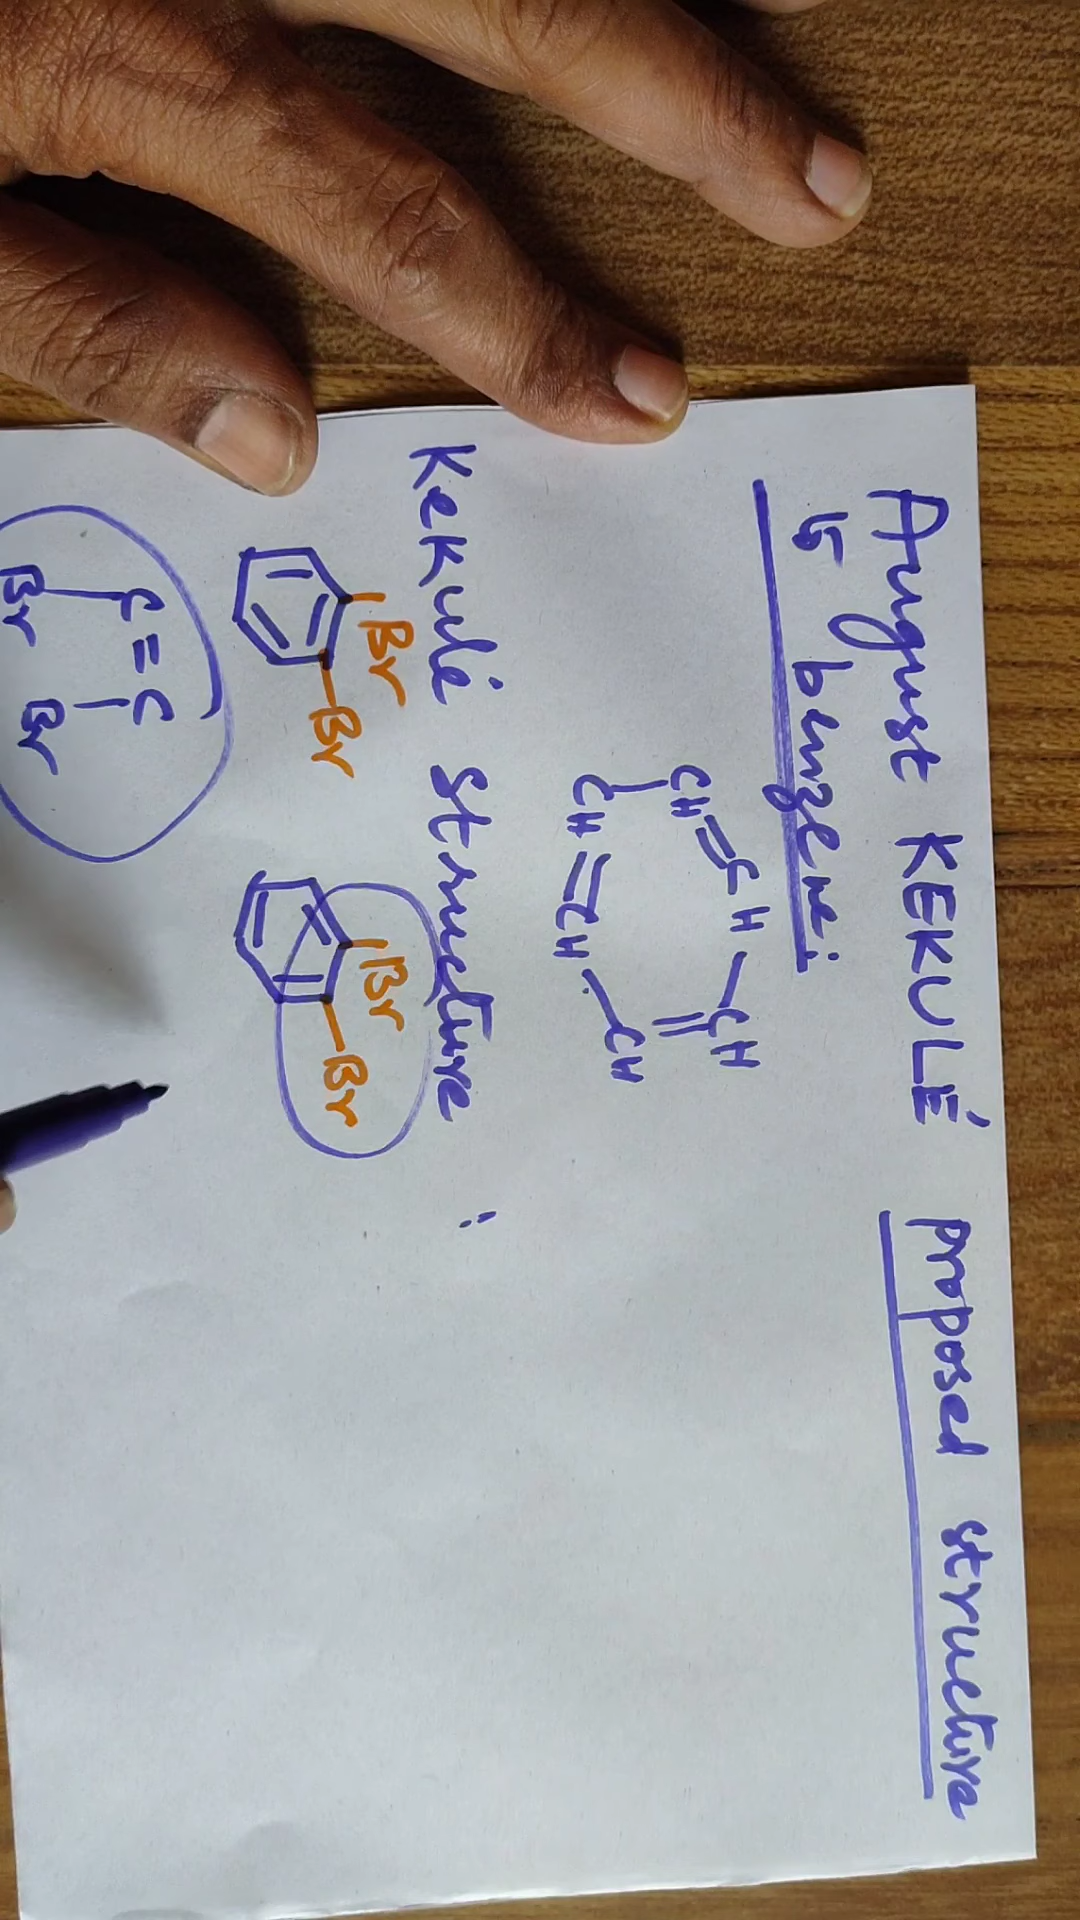 August KEKULÉ proposed structure
to benzene:
CH=CH-CH
CH=CH-CH
Kekulé structure:
Br Br
Br Br
C=C
Br Br